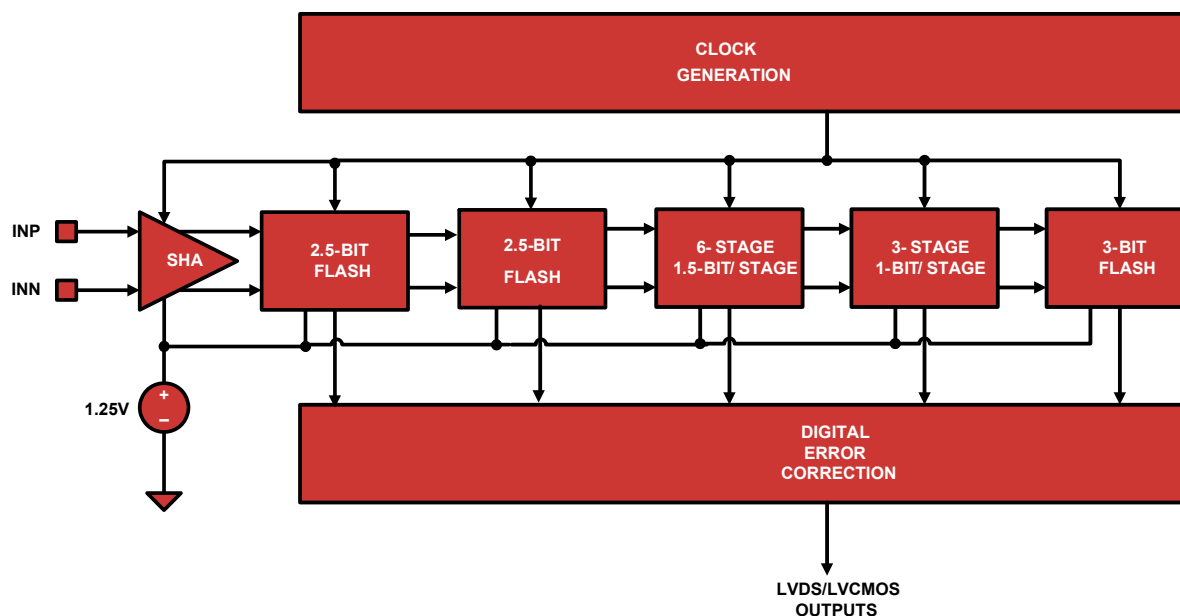 CLOCK
GENERATION
INP
INN
SHA
2.5-BIT
FLASH
2.5-BIT
FLASH
6- STAGE
1.5-BIT/ STAGE
3- STAGE
1-BIT/ STAGE
3-BIT
FLASH
1.25V
+
–
DIGITAL
ERROR
CORRECTION
LVDS/LVCMOS
OUTPUTS